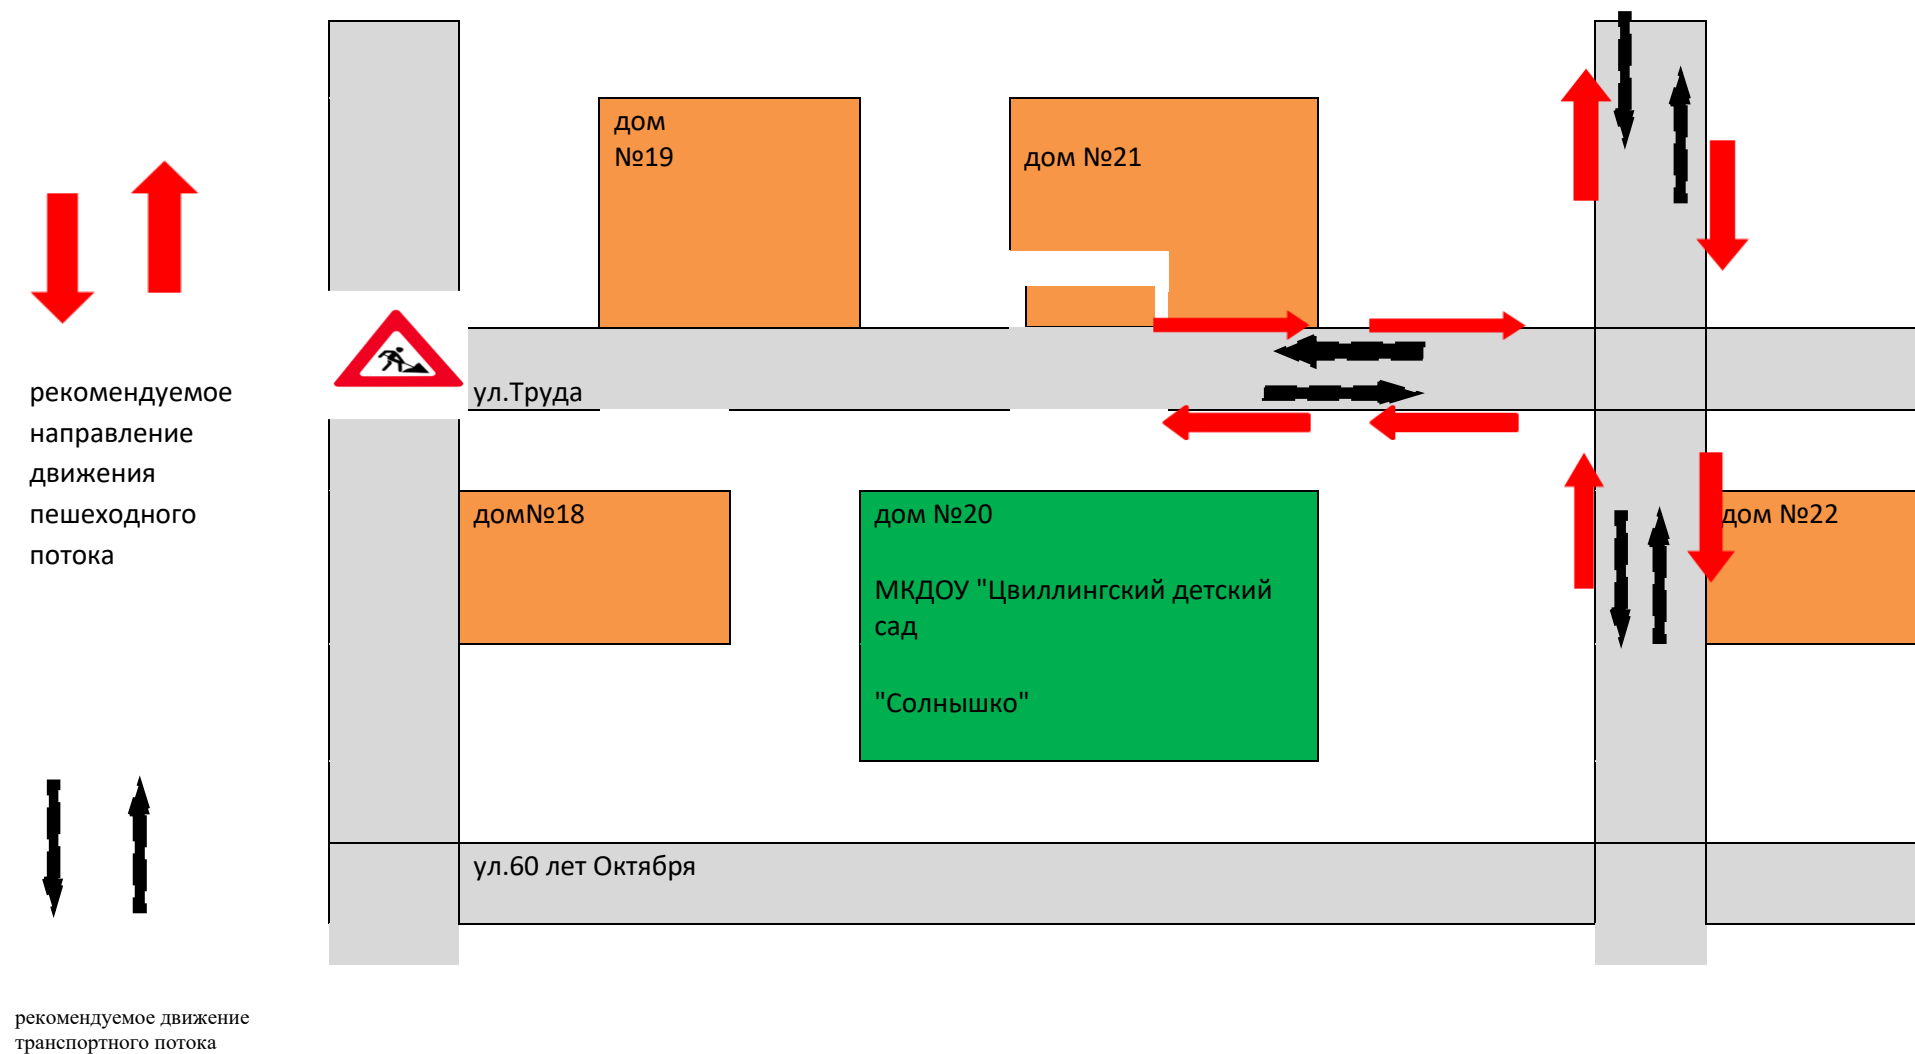 дом
№19
дом №21
рекомендуемое
направление
движения
пешеходного
потока
ул.Труда
дом№18
дом №20
МКДОУ "Цвиллингский детский
сад
"Солнышко"
дом №22
ул.60 лет Октября
рекомендуемое движение
транспортного потока